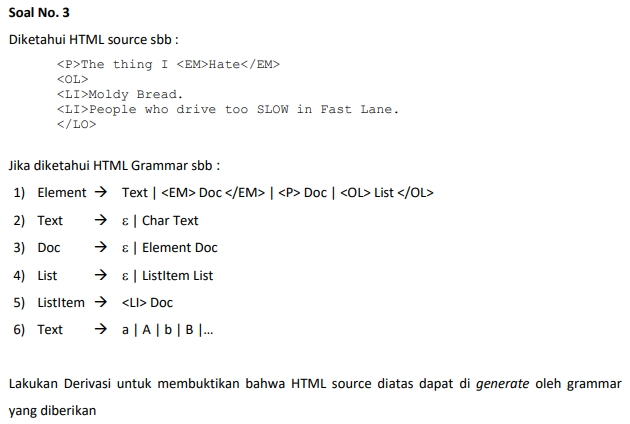 Soal No. 3
Diketahui HTML source sbb :
<P>The thing I <EM>Hate</EM>
<OL>
<LI>Moldy Bread.
<LI>People who drive too SLOW in Fast Lane.
</LO>
Jika diketahui HTML Grammar sbb :
1) Element → Text | <EM> Doc </EM> | <P> Doc | <OL> List </OL>
2) Text → ε | Char Text
3) Doc → ε | Element Doc
4) List → ε | ListItem List
5) ListItem → <LI> Doc
6) Text → a | A | b | B |...
Lakukan Derivasi untuk membuktikan bahwa HTML source diatas dapat di generate oleh grammar
yang diberikan